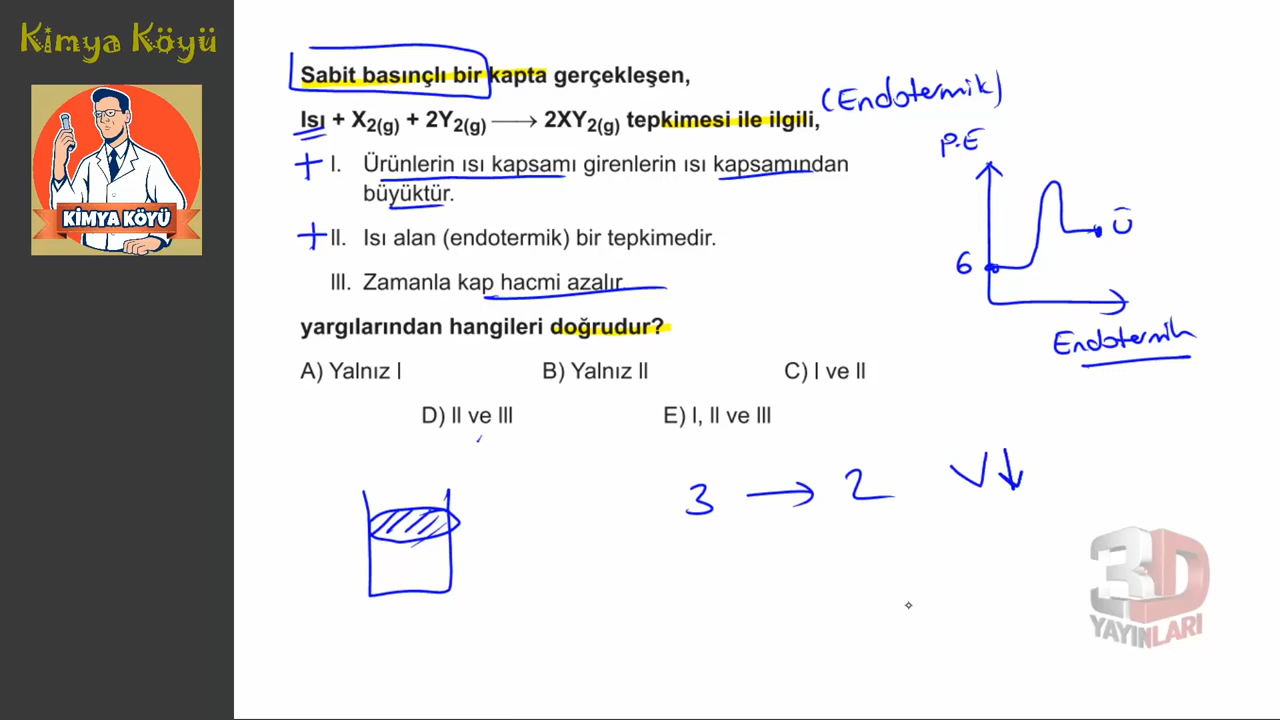 Kimya Köyü
KİMYA KÖYÜ
Sabit basınçlı bir kapta gerçekleşen,
Isı + X2(g) + 2Y2(g) ⟶ 2XY2(g) tepkimesi ile ilgili,
(Endotermik)
+ I. Ürünlerin ısı kapsamı girenlerin ısı kapsamından
büyüktür.
+ II. Isı alan (endotermik) bir tepkimedir.
III. Zamanla kap hacmi azalır
yargılarından hangileri doğrudur?
A) Yalnız I B) Yalnız II C) I ve II
D) II ve III E) I, II ve III
P.E
Ü
6
Endotermik
3 → 2 V↓
3D
YAYINLARI